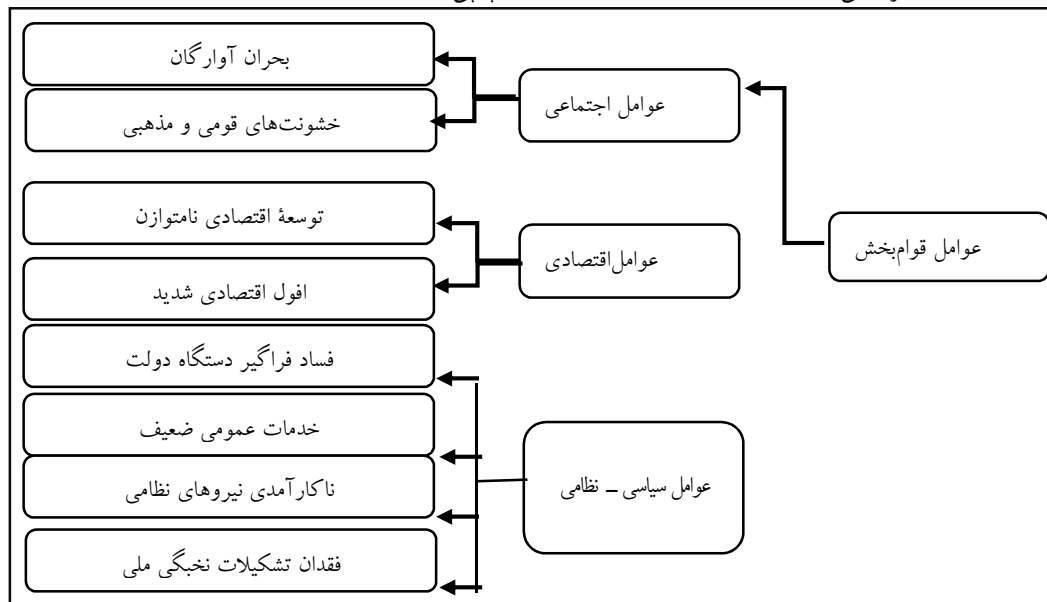 عوامل قوام‌بخش
عوامل اجتماعی
بحران آوارگان
خشونت‌های قومی و مذهبی
عوامل‌اقتصادی
توسعهٔ اقتصادی نامتوازن
افول اقتصادی شدید
عوامل سیاسی – نظامی
فساد فراگیر دستگاه دولت
خدمات عمومی ضعیف
ناکارآمدی نیروهای نظامی
فقدان تشکیلات نخبگی ملی